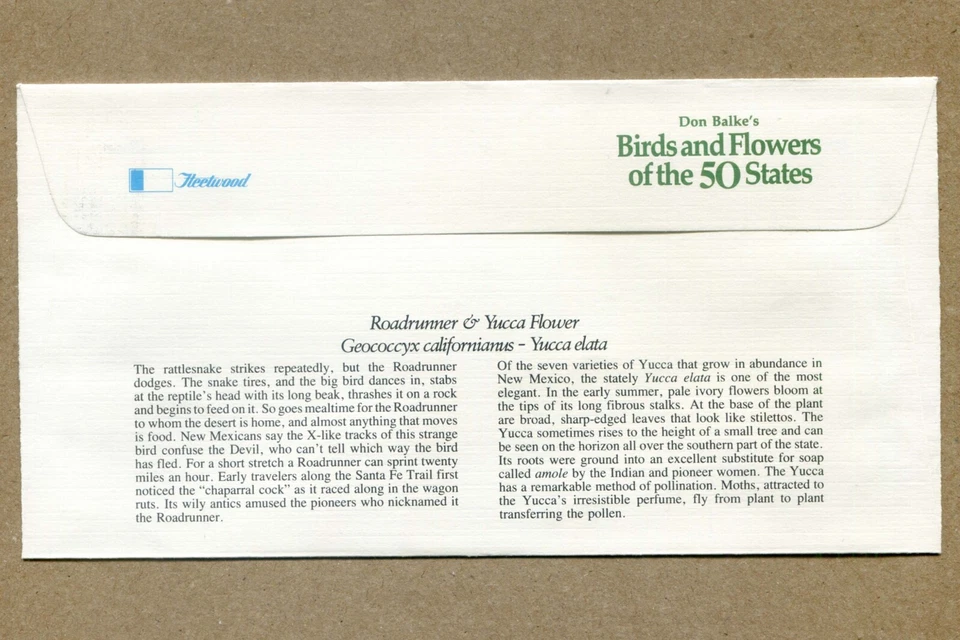 Don Balke's
Birds and Flowers
of the 50 States
Fleetwood
Roadrunner & Yucca Flower
Geococcyx californianus - Yucca elata
The rattlesnake strikes repeatedly, but the Roadrunner
dodges. The snake tires, and the big bird dances in, stabs
at the reptile's head with its long beak, thrashes it on a rock
and begins to feed on it. So goes mealtime for the Roadrunner
to whom the desert is home, and almost anything that moves
is food. New Mexicans say the X-like tracks of this strange
bird confuse the Devil, who can't tell which way the bird
has fled. For a short stretch a Roadrunner can sprint twenty
miles an hour. Early travelers along the Santa Fe Trail first
noticed the "chaparral cock" as it raced along in the wagon
ruts. Its wily antics amused the pioneers who nicknamed it
the Roadrunner.
Of the seven varieties of Yucca that grow in abundance in
New Mexico, the stately Yucca elata is one of the most
elegant. In the early summer, pale ivory flowers bloom at
the tips of its long fibrous stalks. At the base of the plant
are broad, sharp-edged leaves that look like stilettos. The
Yucca sometimes rises to the height of a small tree and can
be seen on the horizon all over the southern part of the state.
Its roots were ground into an excellent substitute for soap
called amole by the Indian and pioneer women. The Yucca
has a remarkable method of pollination. Moths, attracted to
the Yucca's irresistible perfume, fly from plant to plant
transferring the pollen.